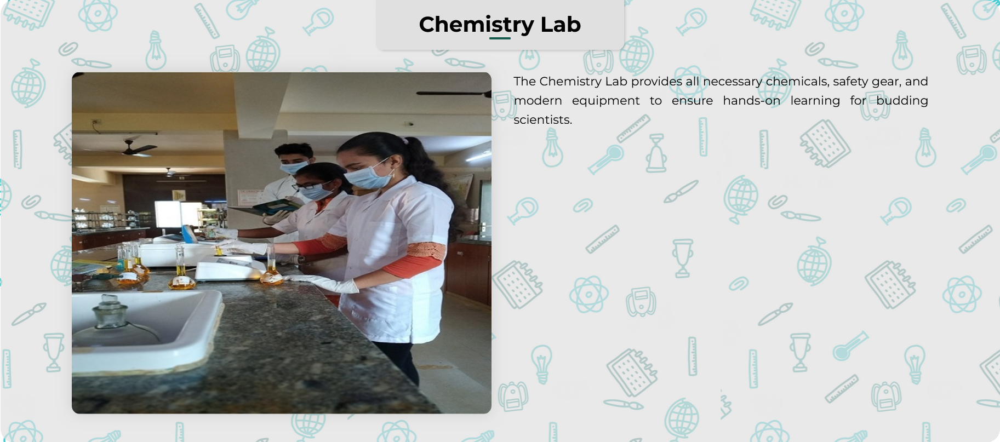 Chemistry Lab
The Chemistry Lab provides all necessary chemicals, safety gear, and
modern equipment to ensure hands-on learning for budding
scientists.